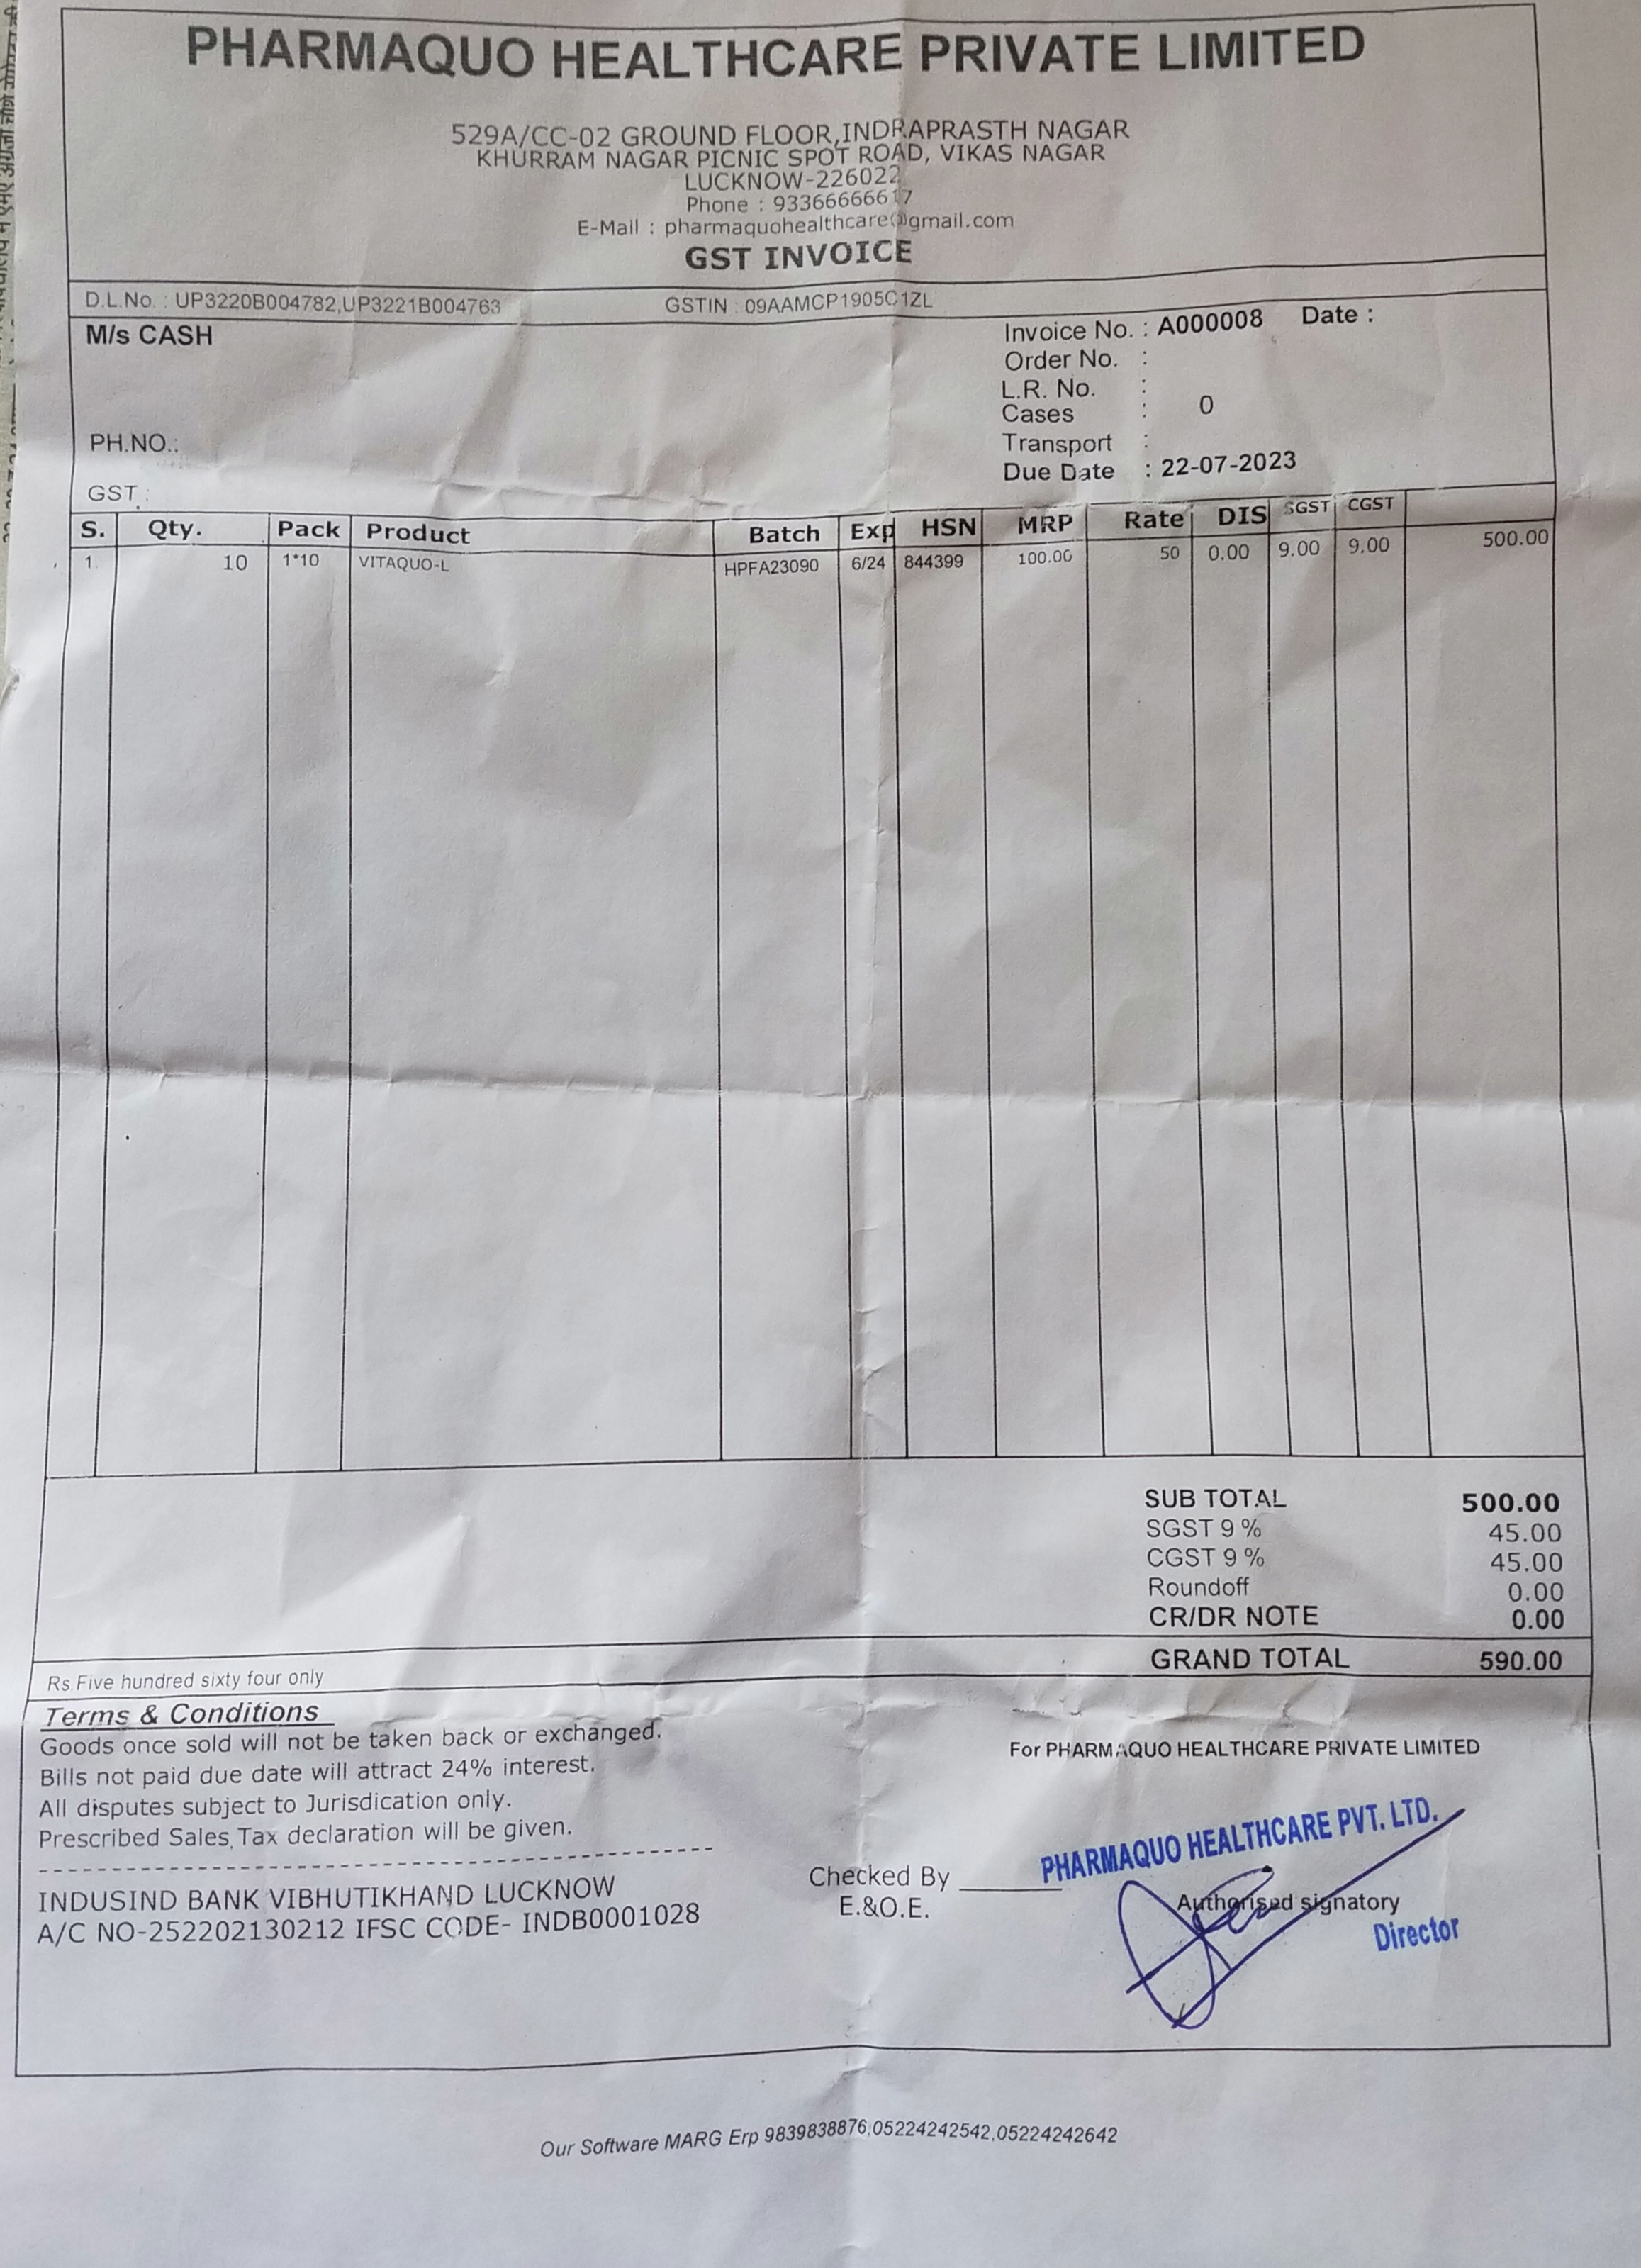 PHARMAQUO HEALTHCARE PRIVATE LIMITED
529A/CC-02 GROUND FLOOR,INDRAPRASTH NAGAR
KHURRAM NAGAR PICNIC SPOT ROAD, VIKAS NAGAR
LUCKNOW-226022
Phone : 9336666617
E-Mail : pharmaquohealthcare@gmail.com
GST INVOICE
D.L.No. : UP3220B004782,UP3221B004763 GSTIN : 09AAMCP1905C1ZL
M/s CASH
Invoice No. : A000008 Date :
Order No. :
L.R. No. :
Cases : 0
PH.NO.:
Transport :
Due Date : 22-07-2023
GST :
S. Qty. Pack Product Batch Exp HSN MRP Rate DIS SGST CGST
1. 10 1*10 VITAQUO-L HPFA23090 6/24 844399 100.00 50 0.00 9.00 9.00 500.00
SUB TOTAL 500.00
SGST 9 % 45.00
CGST 9 % 45.00
Roundoff 0.00
CR/DR NOTE 0.00
GRAND TOTAL 590.00
Rs.Five hundred sixty four only
Terms & Conditions
Goods once sold will not be taken back or exchanged.
Bills not paid due date will attract 24% interest.
All disputes subject to Jurisdication only.
Prescribed Sales Tax declaration will be given.
INDUSIND BANK VIBHUTIKHAND LUCKNOW
A/C NO-252202130212 IFSC CODE- INDB0001028
Checked By
E.&O.E.
For PHARMAQUO HEALTHCARE PRIVATE LIMITED
PHARMAQUO HEALTHCARE PVT. LTD.
Authorised signatory
Director
Our Software MARG Erp 9839838876,05224242542,05224242642